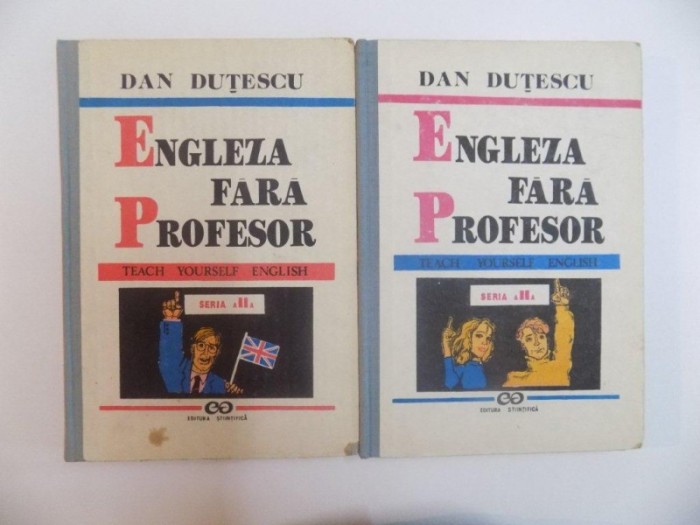 DAN DUȚESCU
ENGLEZA
FĂRĂ
PROFESOR
TEACH YOURSELF ENGLISH
SERIA a II a
EDITURA ȘTIINȚIFICĂ
DAN DUȚESCU
ENGLEZA
FĂRĂ
PROFESOR
TEACH YOURSELF ENGLISH
SERIA a II a
EDITURA ȘTIINȚIFICĂ